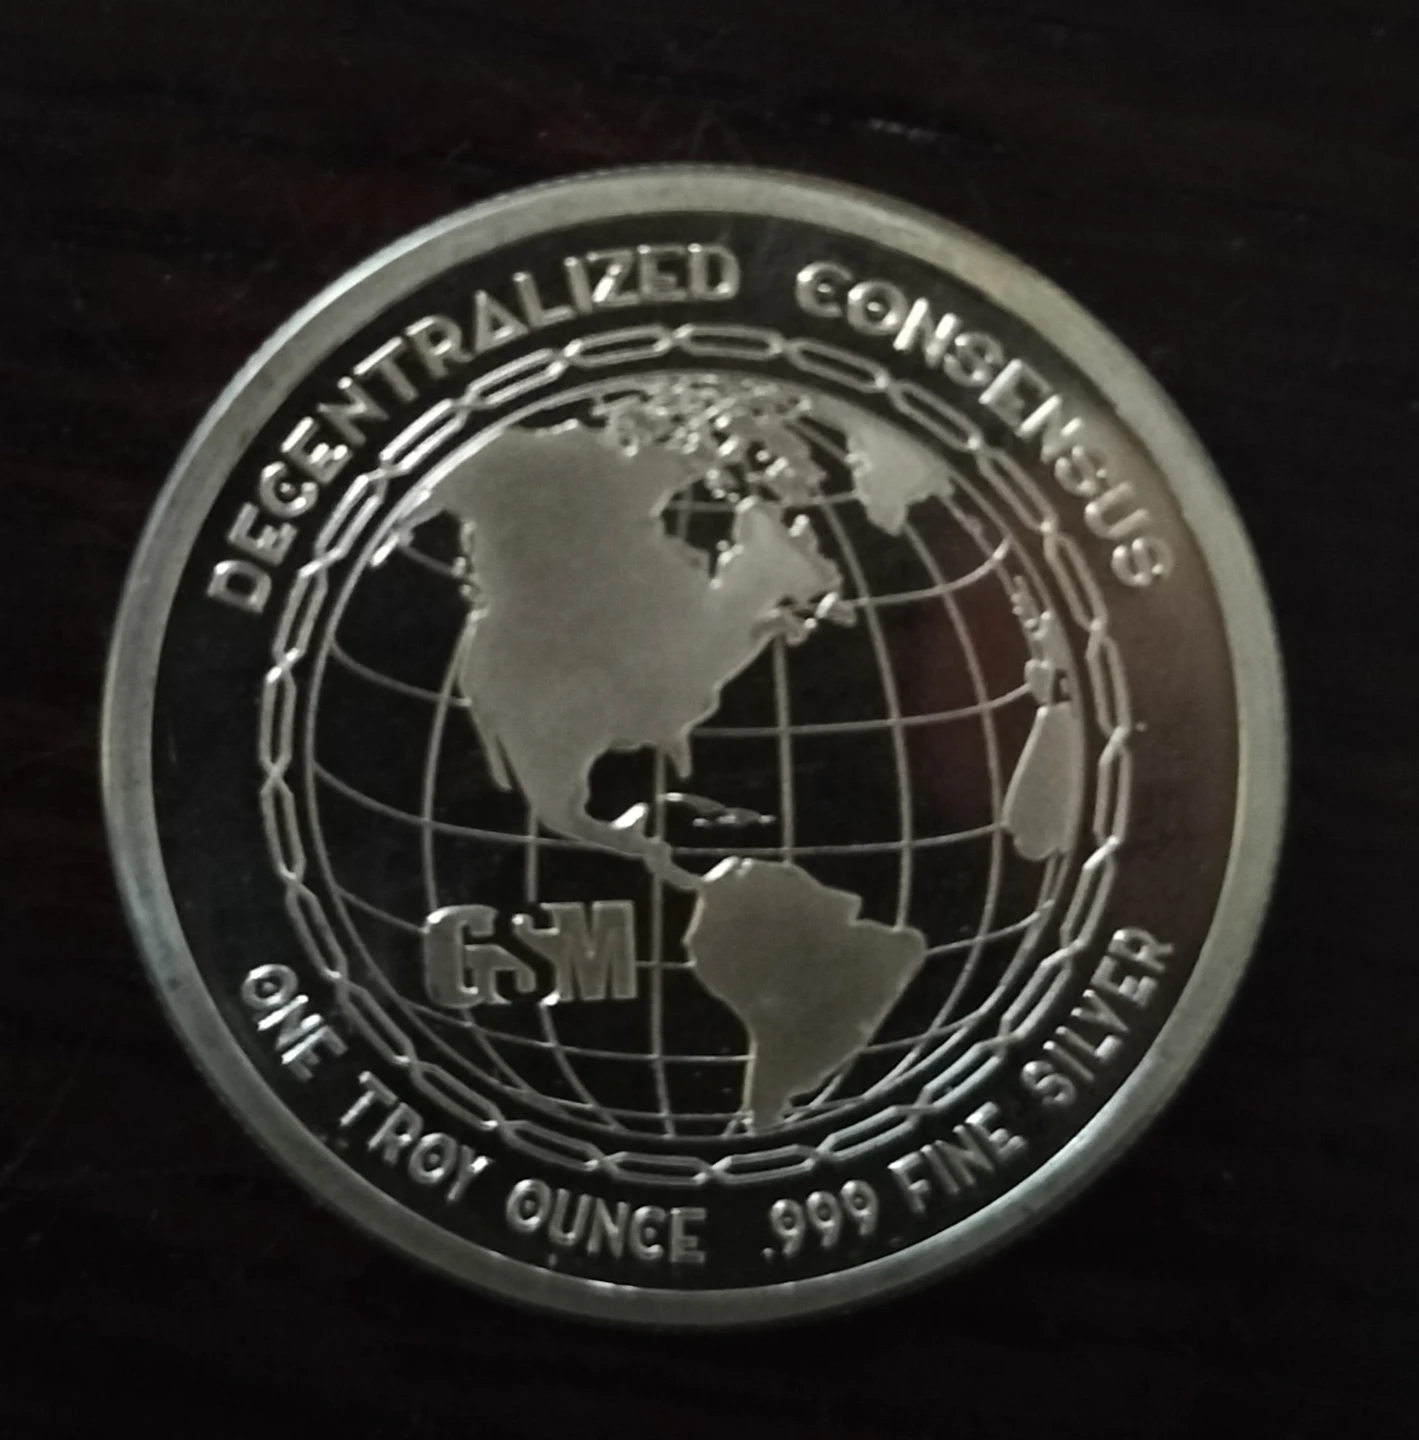 DECENTRALIZED CONSENSUS
GSM
ONE TROY OUNCE .999 FINE SILVER